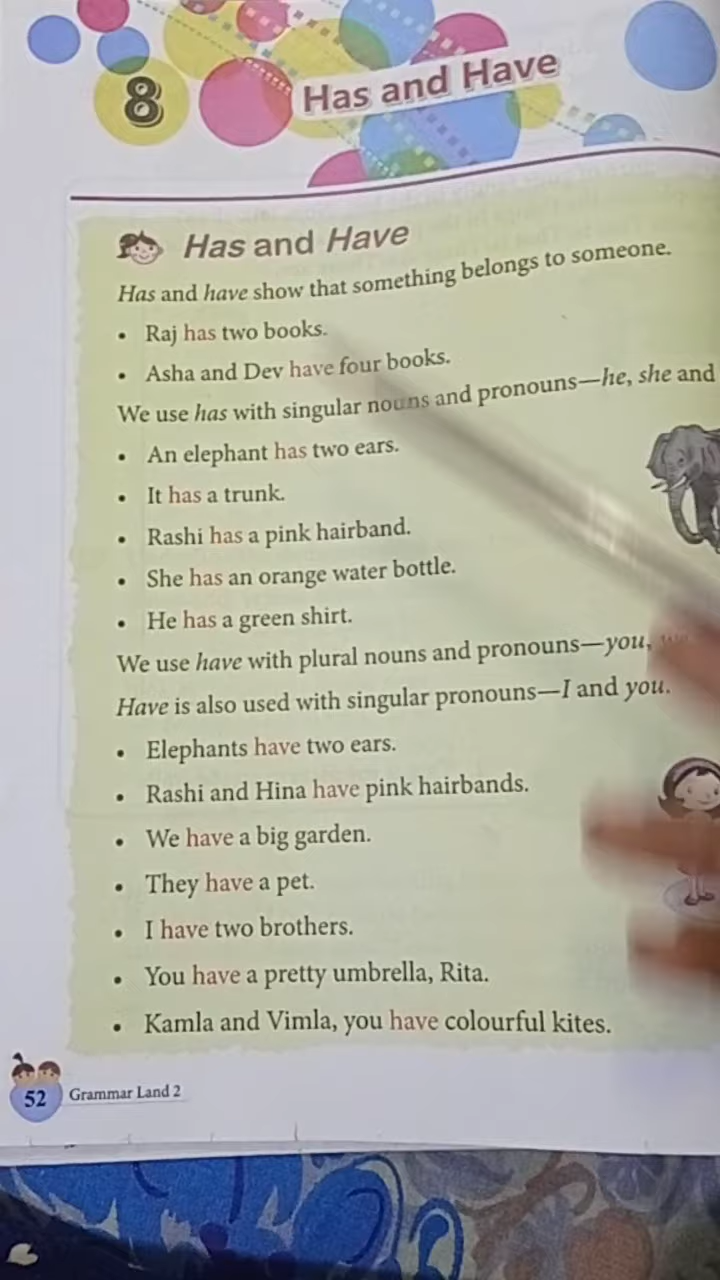 8
Has and Have
Has and Have
Has and have show that something belongs to someone.
• Raj has two books.
• Asha and Dev have four books.
We use has with singular nouns and pronouns—he, she and
• An elephant has two ears.
• It has a trunk.
• Rashi has a pink hairband.
• She has an orange water bottle.
• He has a green shirt.
We use have with plural nouns and pronouns—you,
Have is also used with singular pronouns—I and you.
• Elephants have two ears.
• Rashi and Hina have pink hairbands.
• We have a big garden.
• They have a pet.
• I have two brothers.
• You have a pretty umbrella, Rita.
• Kamla and Vimla, you have colourful kites.
52 Grammar Land 2